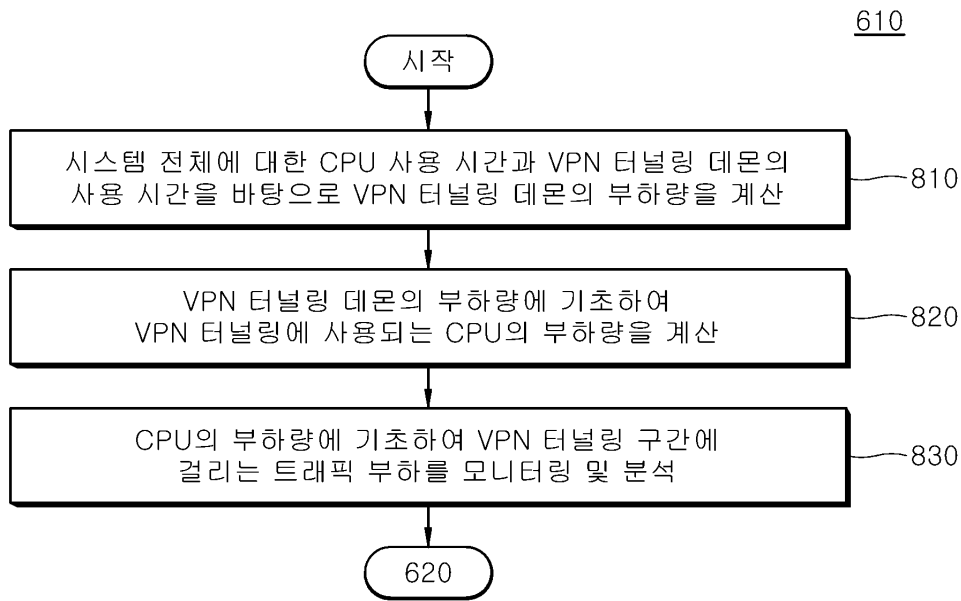 610
시작
시스템 전체에 대한 CPU 사용 시간과 VPN 터널링 데몬의
사용 시간을 바탕으로 VPN 터널링 데몬의 부하량을 계산
810
VPN 터널링 데몬의 부하량에 기초하여
VPN 터널링에 사용되는 CPU의 부하량을 계산
820
CPU의 부하량에 기초하여 VPN 터널링 구간에
걸리는 트래픽 부하를 모니터링 및 분석
830
620